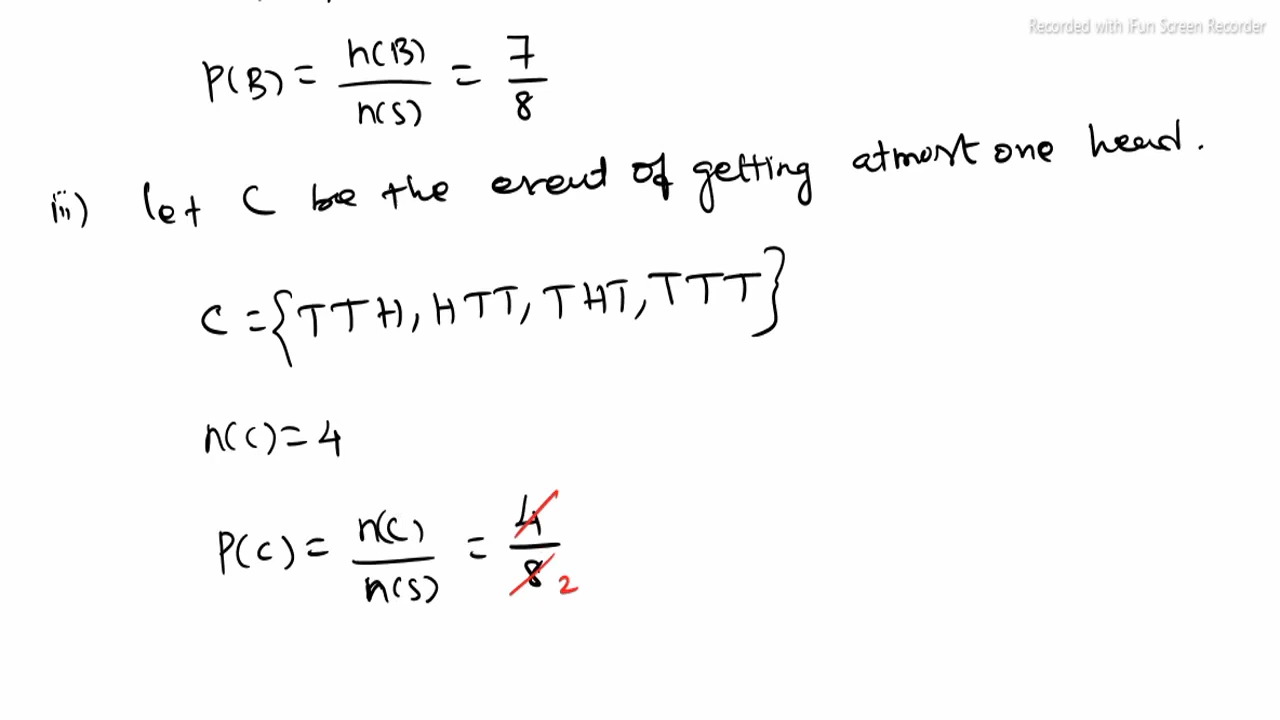 Recorded with iFun Screen Recorder
P(B) = n(B)/n(S) = 7/8
iii) let C be the event of getting atmost one head.
C = {TTH, HTT, THT, TTT}
n(C) = 4
P(C) = n(C)/n(S) = 4/8 2